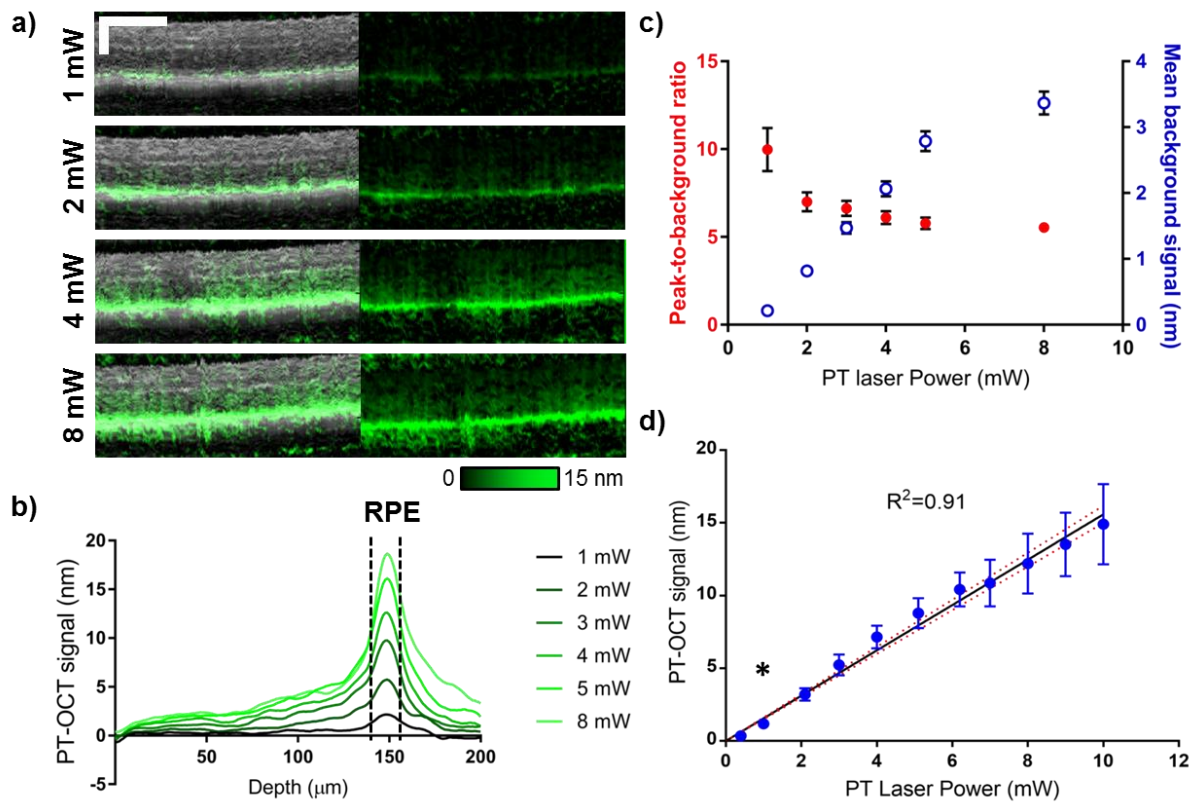 a)
1 mW
2 mW
4 mW
8 mW
0 15 nm
b)
RPE
PT-OCT signal (nm)
20
15
10
5
0
-5
50 100 150 200
Depth (μm)
1 mW
2 mW
3 mW
4 mW
5 mW
8 mW
c)
Peak-to-background ratio
15
10
5
0
Mean background signal (nm)
4
3
2
1
0
0 2 4 6 8 10
PT laser Power (mW)
d)
PT-OCT signal (nm)
20
15
10
5
0
R²=0.91
*
0 2 4 6 8 10 12
PT Laser Power (mW)